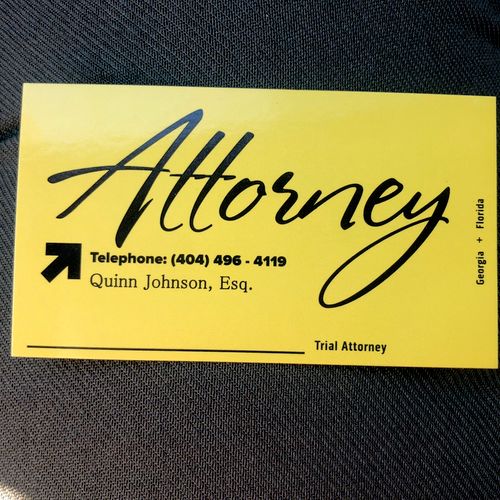 Attorney
Telephone: (404) 496 - 4119
Quinn Johnson, Esq.
Trial Attorney
Georgia + Florida